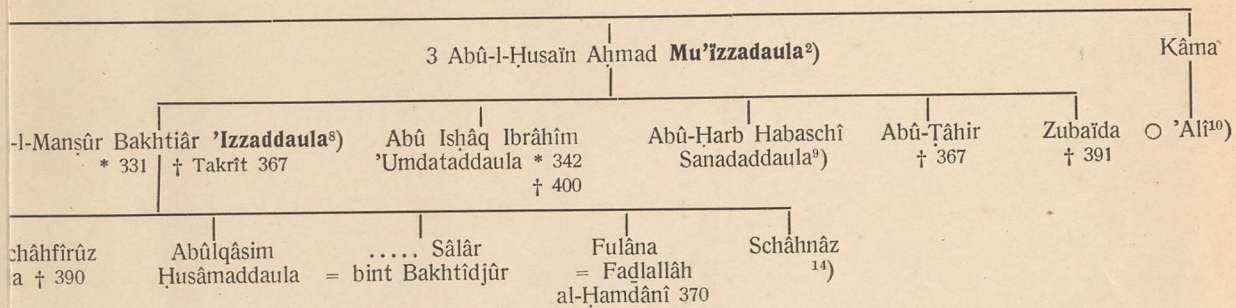 3 Abû-l-Ḥusaïn Aḥmad Mu'ïzzadaula²)
Kâma
-l-Manṣûr Bakhtiâr 'Izzaddaula⁸)
* 331 † Takrît 367
Abû Isḥâq Ibrâhîm
'Umdataddaula * 342
† 400
Abû-Ḥarb Habaschî
Sanadaddaula⁹)
Abû-Ṭâhir
† 367
Zubaïda
† 391
○ 'Alî¹⁰)
châhfîrûz
a † 390
Abûlqâsim
Ḥusâmaddaula
..... Sâlâr
= bint Bakhtîdjûr
Fulâna
= Faḍlallâh
al-Ḥamdânî 370
Schâhnâz
¹⁴)